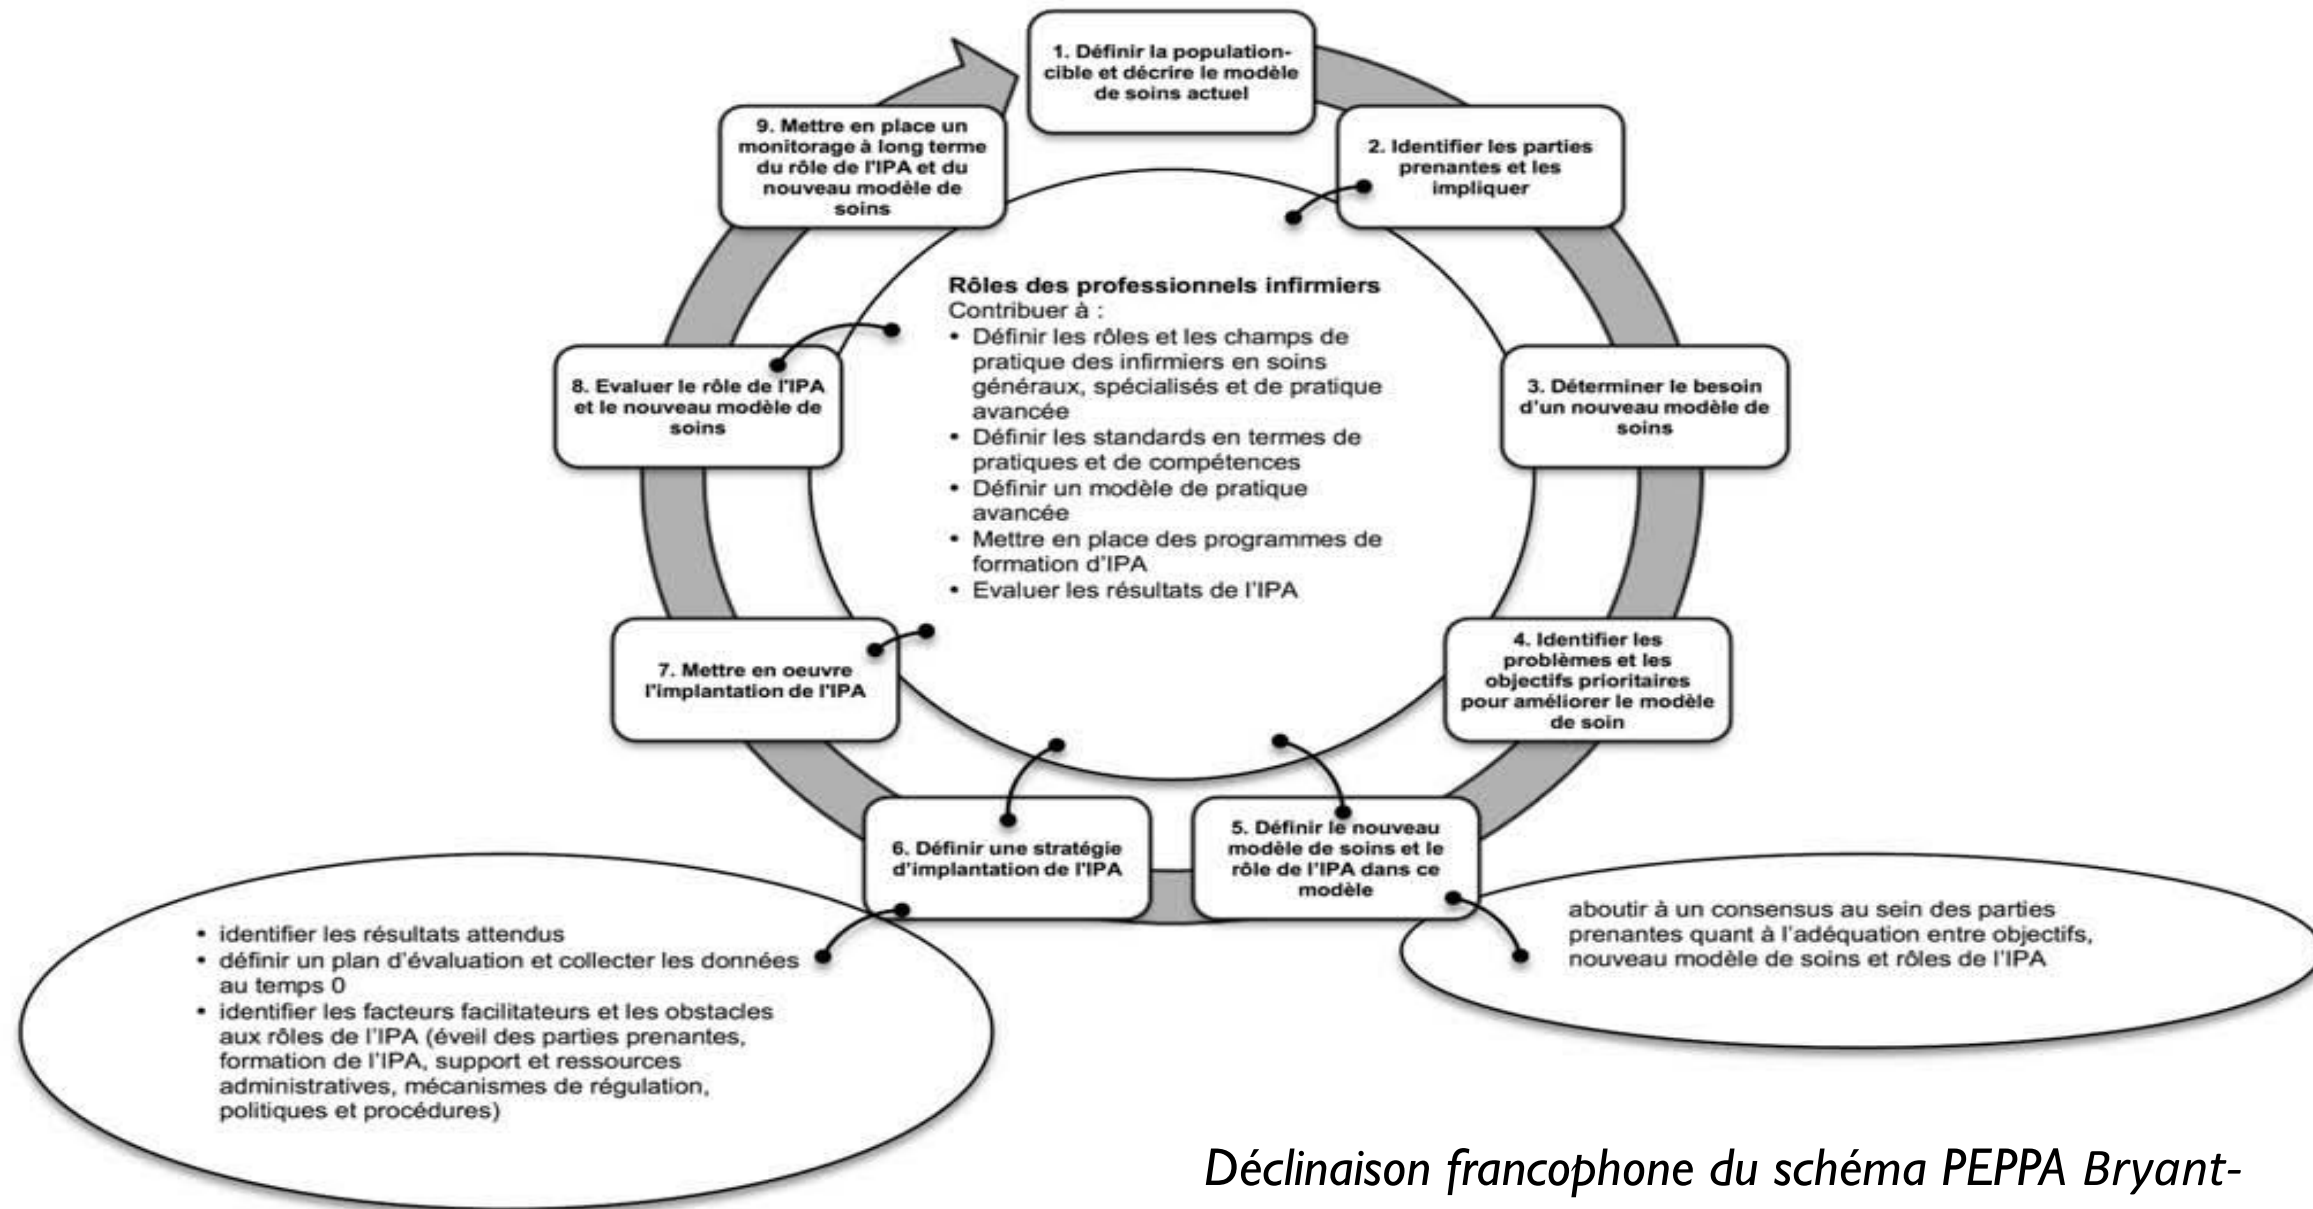 1. Définir la population-
cible et décrire le modèle
de soins actuel
2. Identifier les parties
prenantes et les
impliquer
3. Déterminer le besoin
d'un nouveau modèle de
soins
4. Identifier les
problèmes et les
objectifs prioritaires
pour améliorer le modèle
de soin
5. Définir le nouveau
modèle de soins et le
rôle de l'IPA dans ce
modèle
aboutir à un consensus au sein des parties
prenantes quant à l'adéquation entre objectifs,
nouveau modèle de soins et rôles de l'IPA
6. Définir une stratégie
d'implantation de l'IPA
• identifier les résultats attendus
• définir un plan d'évaluation et collecter les données
au temps 0
• identifier les facteurs facilitateurs et les obstacles
aux rôles de l'IPA (éveil des parties prenantes,
formation de l'IPA, support et ressources
administratives, mécanismes de régulation,
politiques et procédures)
7. Mettre en oeuvre
l'implantation de l'IPA
8. Evaluer le rôle de l'IPA
et le nouveau modèle de
soins
9. Mettre en place un
monitorage à long terme
du rôle de l'IPA et du
nouveau modèle de
soins
Rôles des professionnels infirmiers
Contribuer à :
• Définir les rôles et les champs de
pratique des infirmiers en soins
généraux, spécialisés et de pratique
avancée
• Définir les standards en termes de
pratiques et de compétences
• Définir un modèle de pratique
avancée
• Mettre en place des programmes de
formation d'IPA
• Evaluer les résultats de l'IPA
Déclinaison francophone du schéma PEPPA Bryant-